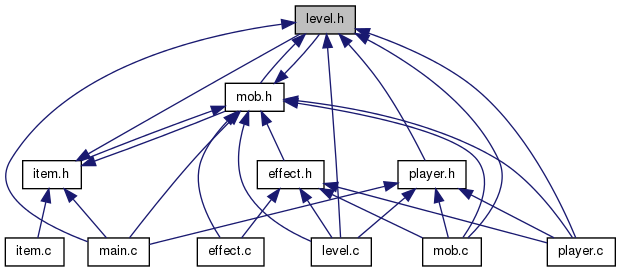 level.h
mob.h
item.h
effect.h
player.h
item.c
main.c
effect.c
level.c
mob.c
player.c